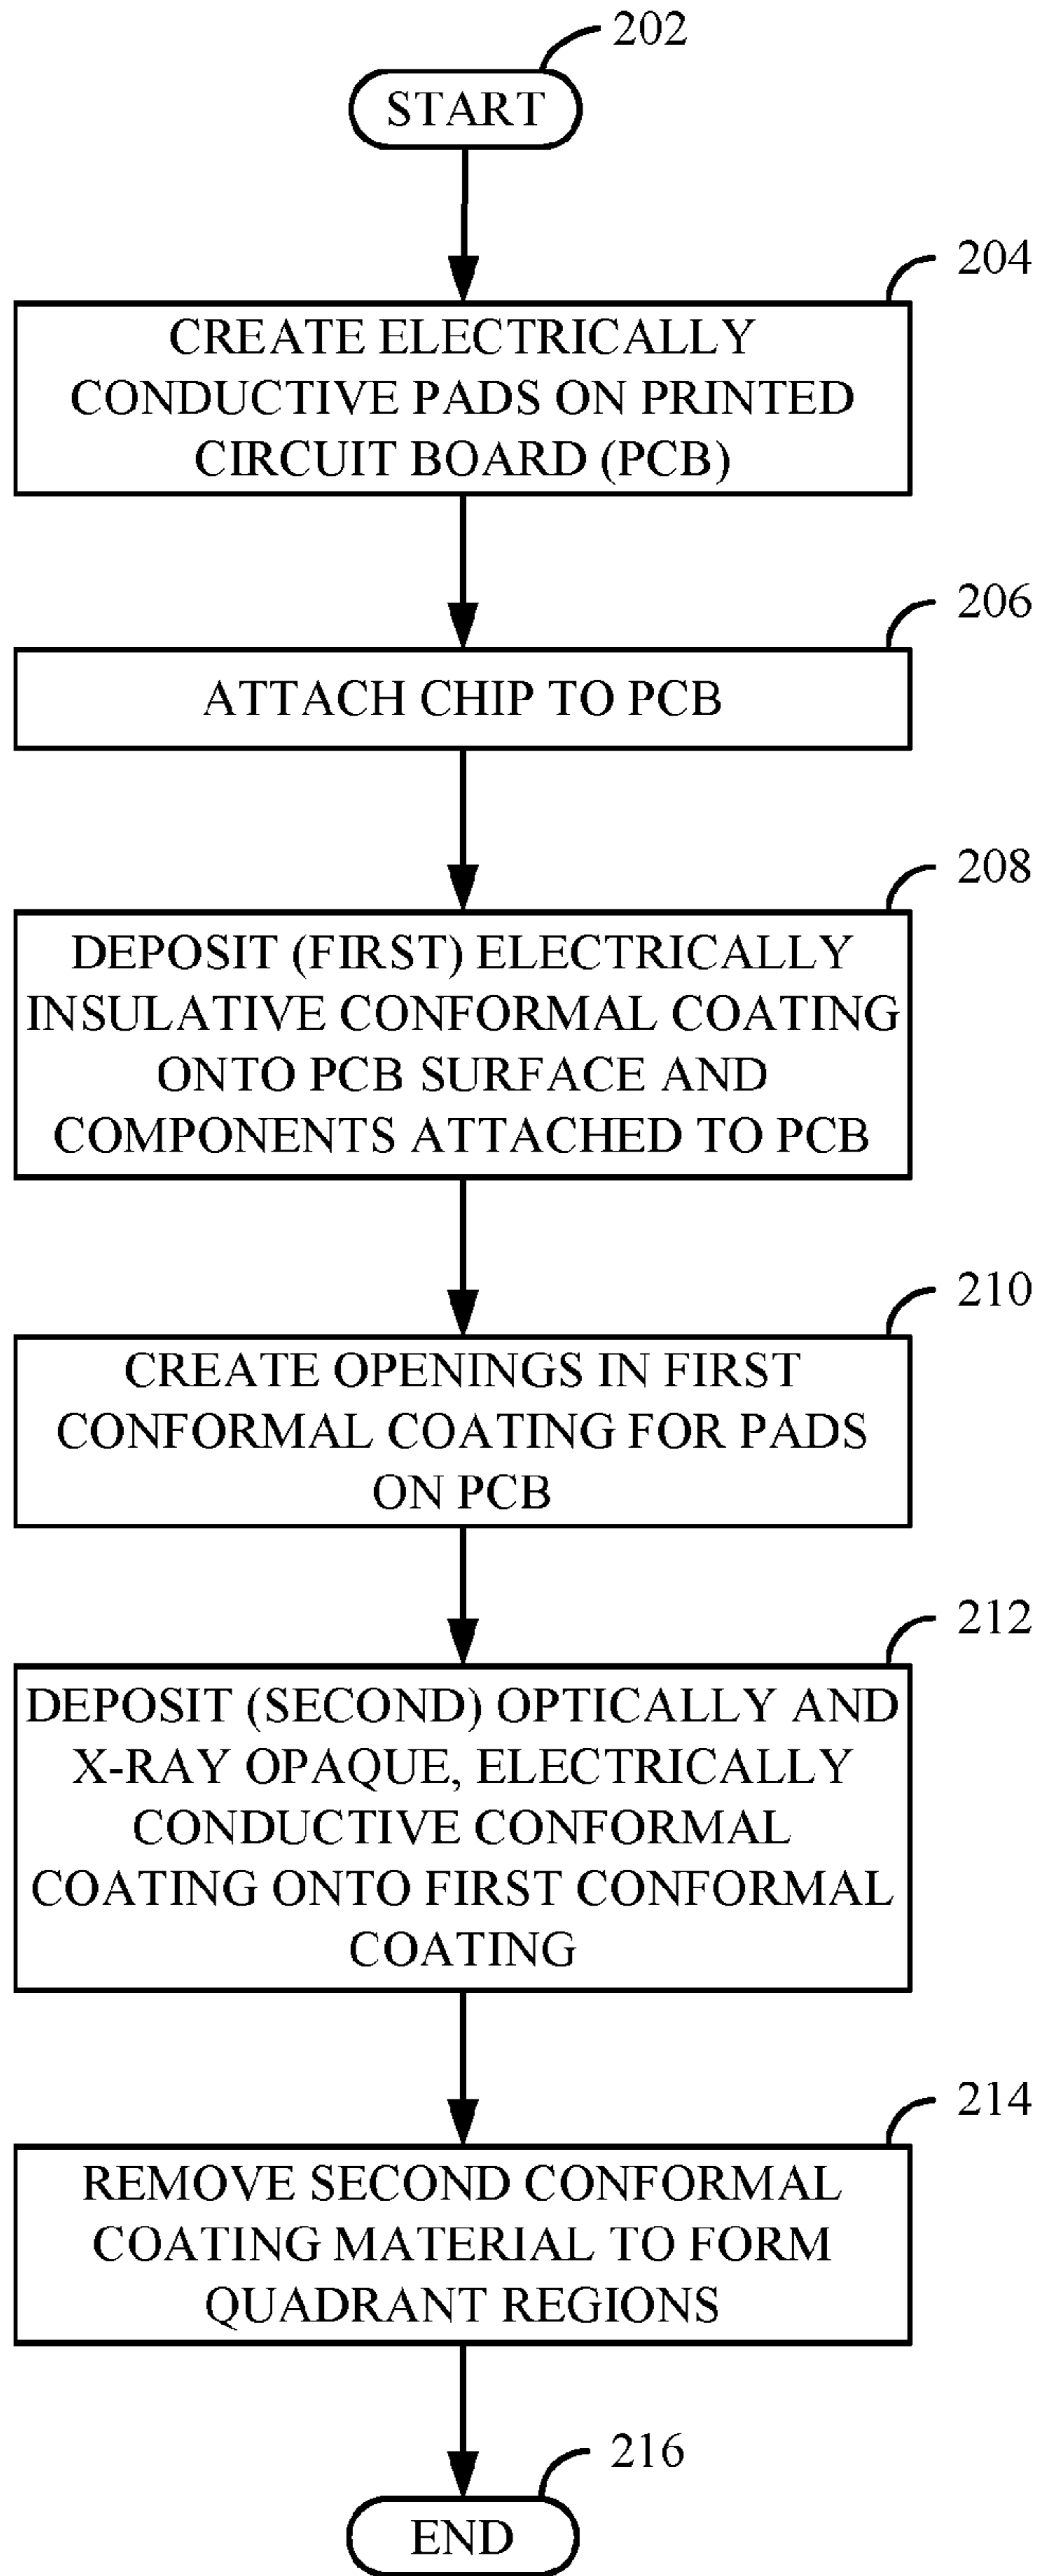 202
START
204
CREATE ELECTRICALLY
CONDUCTIVE PADS ON PRINTED
CIRCUIT BOARD (PCB)
206
ATTACH CHIP TO PCB
208
DEPOSIT (FIRST) ELECTRICALLY
INSULATIVE CONFORMAL COATING
ONTO PCB SURFACE AND
COMPONENTS ATTACHED TO PCB
210
CREATE OPENINGS IN FIRST
CONFORMAL COATING FOR PADS
ON PCB
212
DEPOSIT (SECOND) OPTICALLY AND
X-RAY OPAQUE, ELECTRICALLY
CONDUCTIVE CONFORMAL
COATING ONTO FIRST CONFORMAL
COATING
214
REMOVE SECOND CONFORMAL
COATING MATERIAL TO FORM
QUADRANT REGIONS
216
END